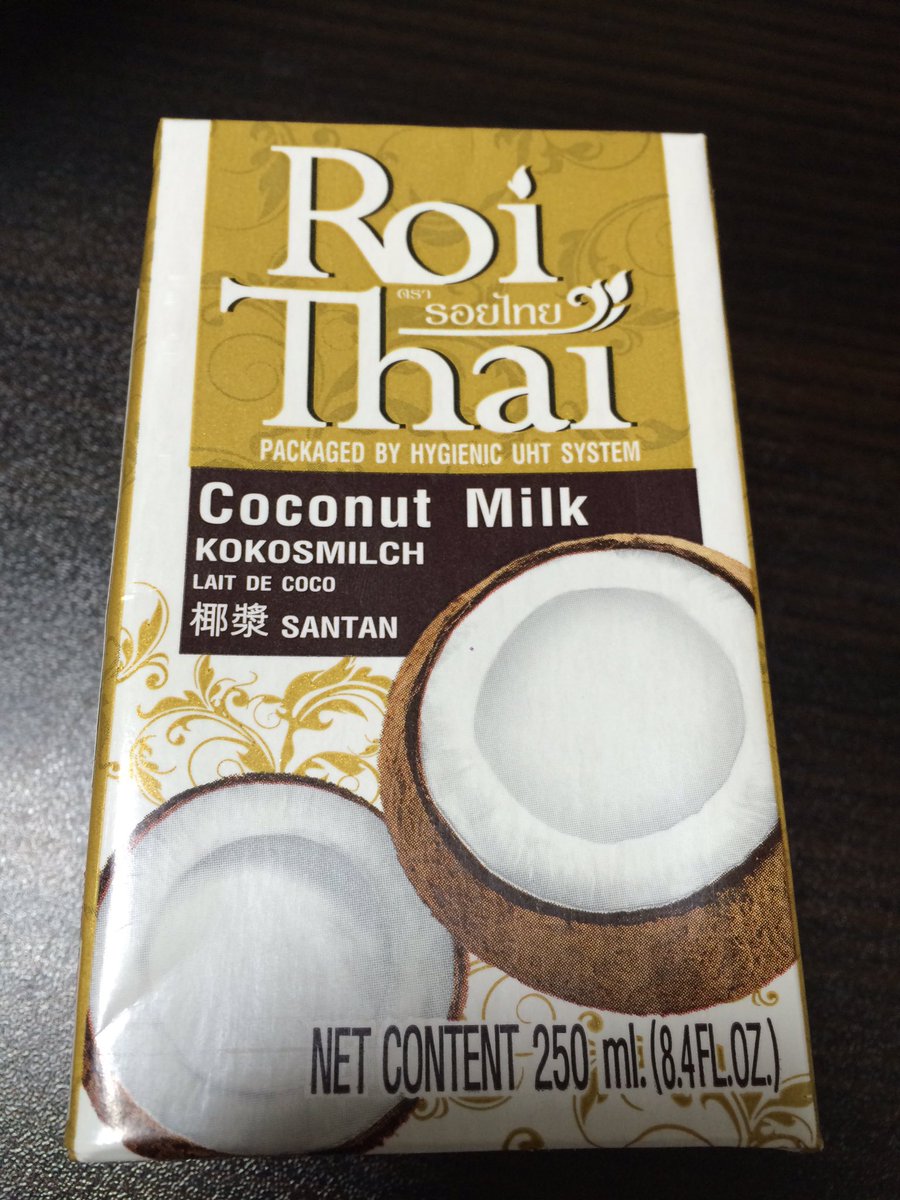 Roi
ตรา
รอยไทย
Thai
PACKAGED BY HYGIENIC UHT SYSTEM
Coconut Milk
KOKOSMILCH
LAIT DE COCO
椰漿 SANTAN
NET CONTENT 250 ml. (8.4FL.OZ.)